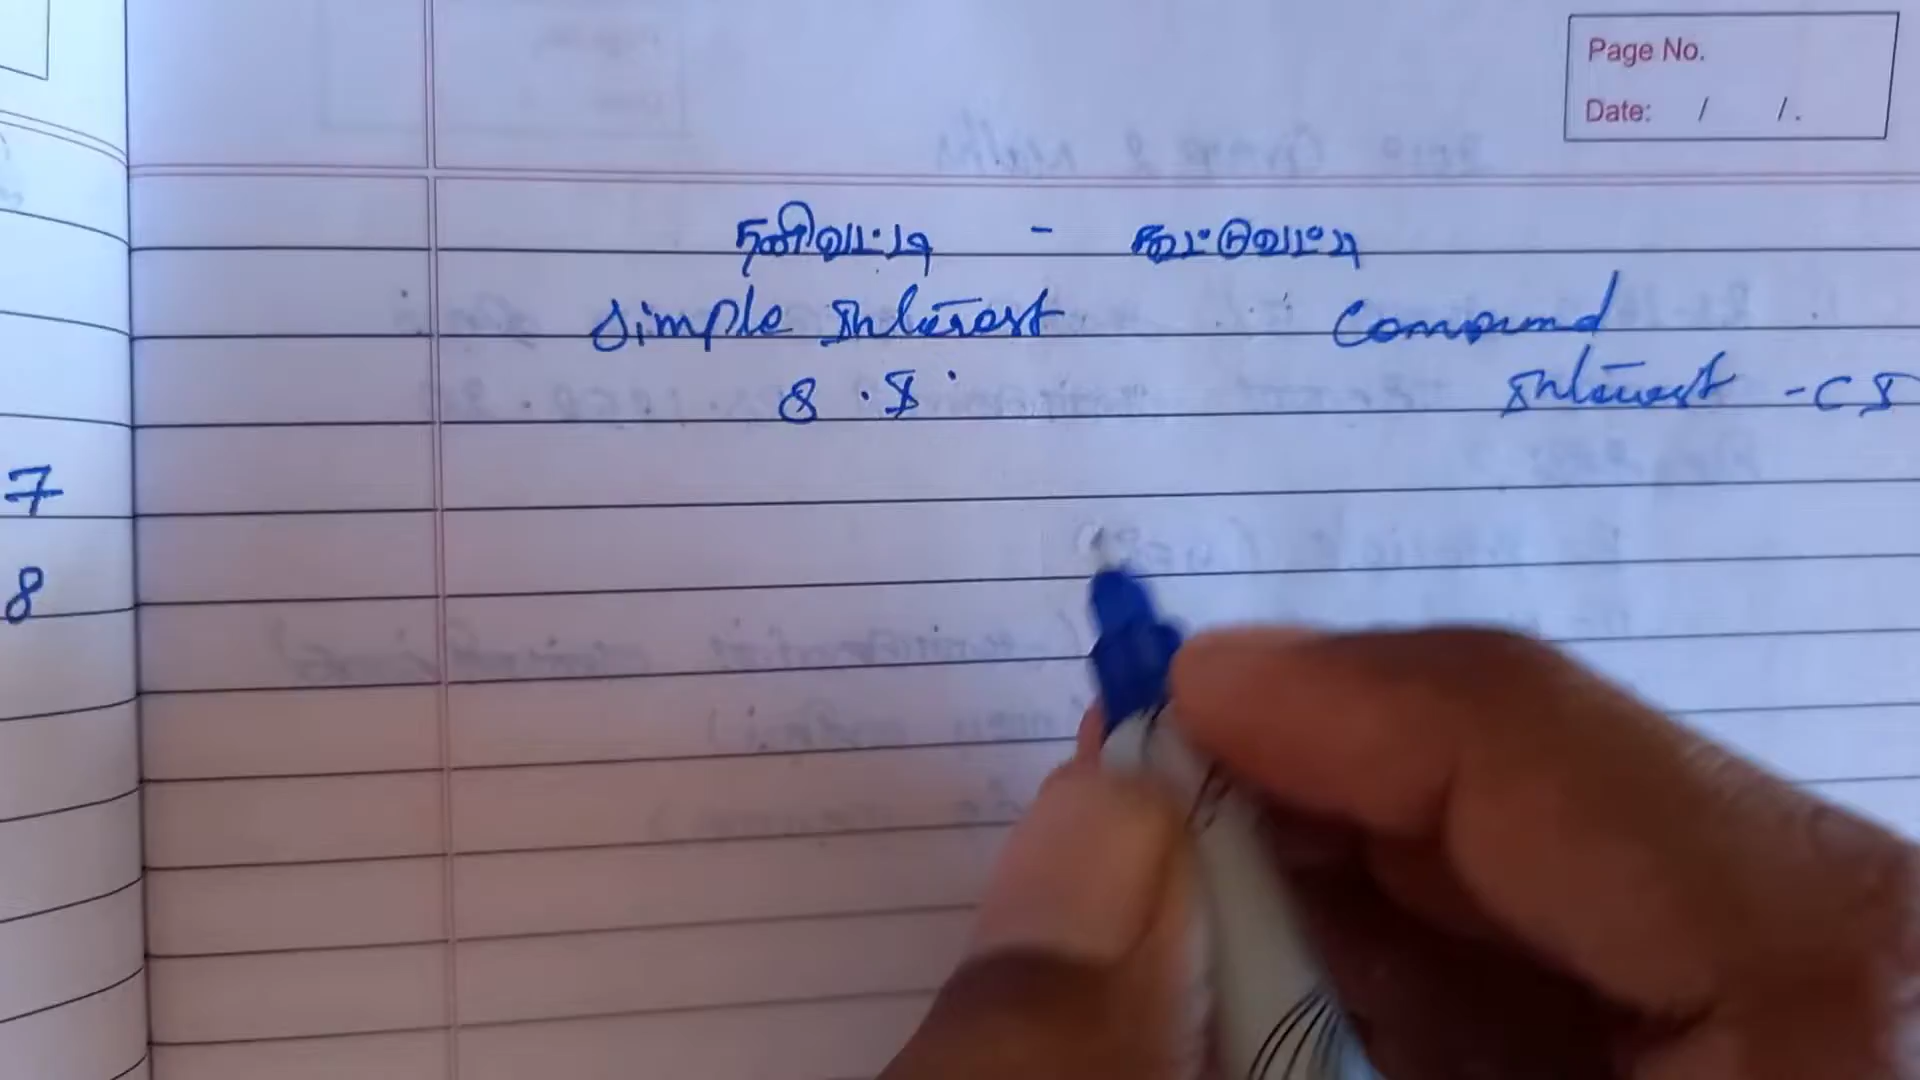 Page No.
Date: / /.
தனிவட்டி - கூட்டுவட்டி
Simple Interest Compound
S.I Interest - CI
7
8